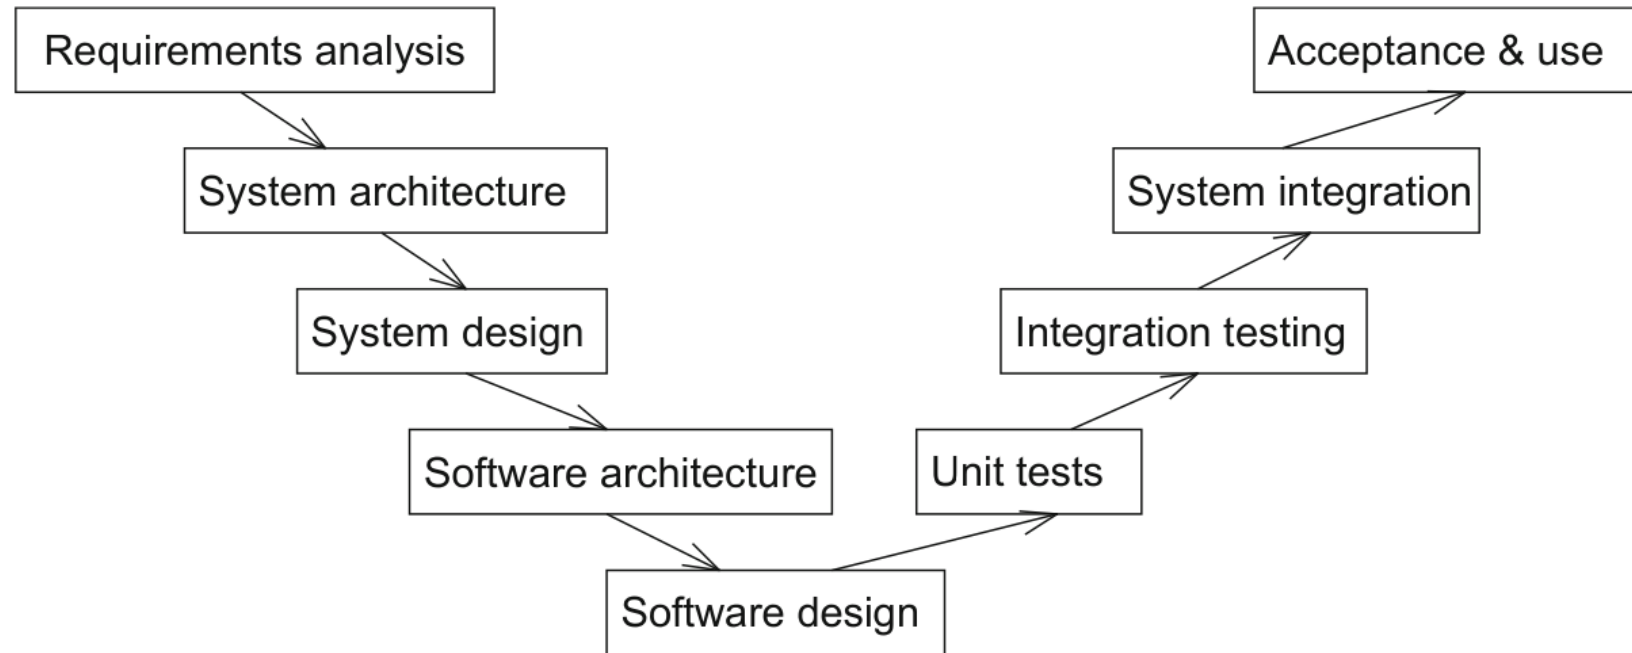 Requirements analysis
Acceptance & use
System architecture
System integration
System design
Integration testing
Software architecture
Unit tests
Software design